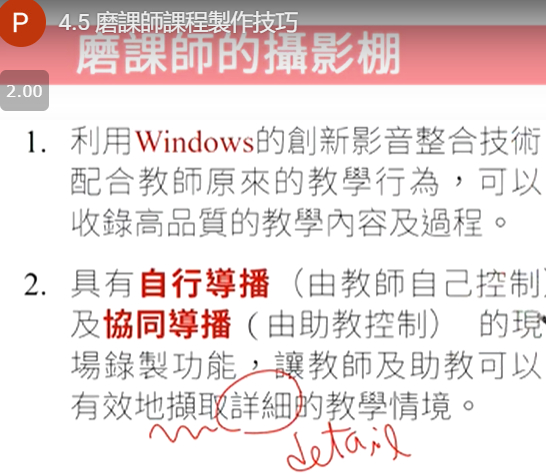 P
4.5 磨課師課程製作技巧
磨課師的攝影棚
2.00
1. 利用Windows的創新影音整合技術
配合教師原來的教學行為，可以
收錄高品質的教學內容及過程。
2. 具有自行導播（由教師自己控制）
及協同導播（由助教控制） 的現
場錄製功能，讓教師及助教可以
有效地擷取詳細的教學情境。
detail